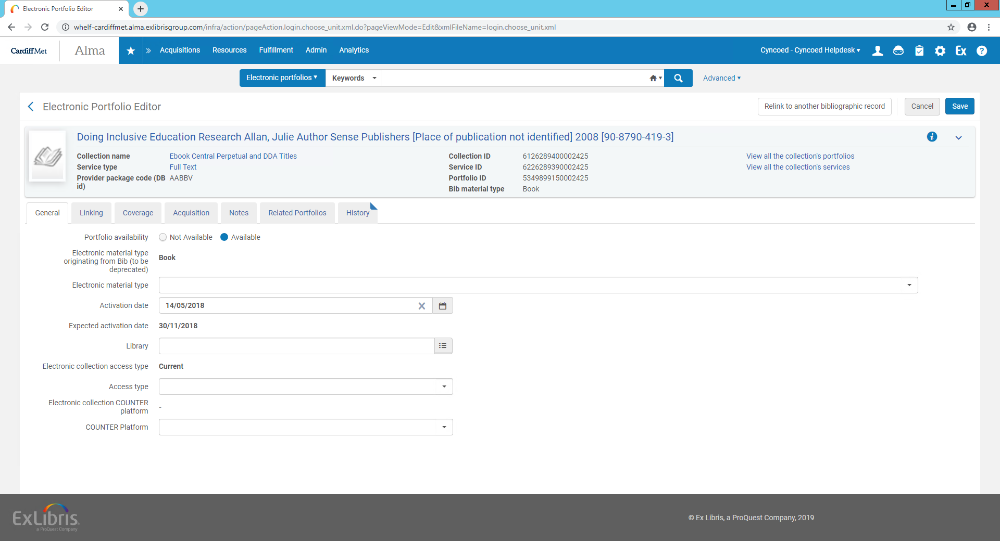 Electronic Portfolio Editor
whelf-cardiffmet.alma.exlibrisgroup.com/infra/action/pageAction.login.choose_unit.xml.do?pageViewMode=Edit&xmlFileName=login.choose_unit.xml
CardiffMet Alma Acquisitions Resources Fulfillment Admin Analytics Cyncoed - Cyncoed Helpdesk Ex ?
Electronic portfolios Keywords Advanced
Electronic Portfolio Editor Relink to another bibliographic record Cancel Save
Doing Inclusive Education Research Allan, Julie Author Sense Publishers [Place of publication not identified] 2008 [90-8790-419-3]
Collection name Ebook Central Perpetual and DDA Titles Collection ID 6126289400002425 View all the collection's portfolios
Service type Full Text Service ID 6226289390002425 View all the collection's services
Provider package code (DB id) AABBV Portfolio ID 5349899150002425
Bib material type Book
General Linking Coverage Acquisition Notes Related Portfolios History
Portfolio availability Not Available Available
Electronic material type
originating from Bib (to be
deprecated)
Book
Electronic material type
Activation date 14/05/2018
Expected activation date 30/11/2018
Library
Electronic collection access type Current
Access type
Electronic collection COUNTER
platform
-
COUNTER Platform
ExLibris
a ProQuest Company
© Ex Libris, a ProQuest Company, 2019